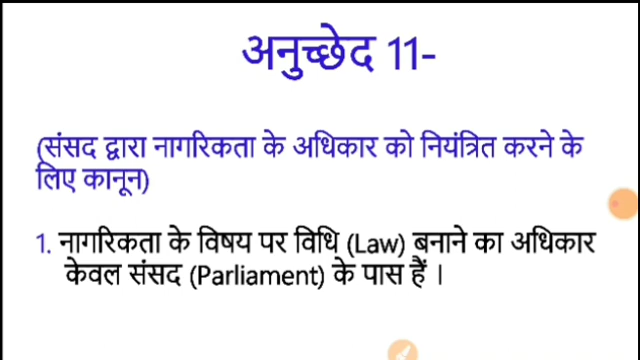 अनुच्छेद 11-
(संसद द्वारा नागरिकता के अधिकार को नियंत्रित करने के
लिए कानून)
1. नागरिकता के विषय पर विधि (Law) बनाने का अधिकार
केवल संसद (Parliament) के पास हैं ।